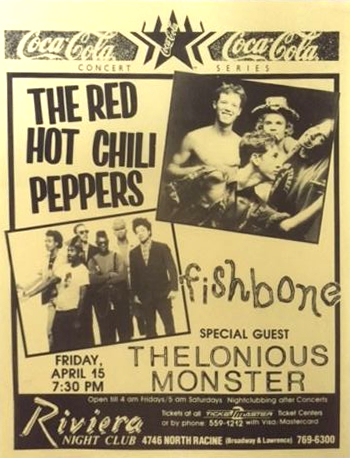 Coca-Cola
Coca-Cola
Coca-Cola
CONCERT SERIES
THE RED
HOT CHILI
PEPPERS
fishbone
SPECIAL GUEST
THELONIOUS
MONSTER
FRIDAY,
APRIL 15
7:30 PM
Open till 4 am Fridays/5 am Saturdays Nightclubbing after Concerts
Riviera
NIGHT CLUB
Tickets at all TICKETMASTER Ticket Centers
or by phone: 559-1212 with Visa/Mastercard
4746 NORTH RACINE (Broadway & Lawrence) 769-6300